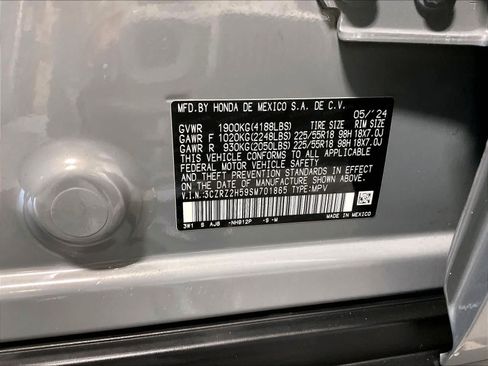 MFD.BY HONDA DE MEXICO S.A. DE C.V.
05/'24
GVWR 1900KG(4188LBS) TIRE SIZE RIM SIZE
GAWR F 1020KG(2248LBS) 225/55R18 98H 18X7.0J
GAWR R 930KG(2050LBS) 225/55R18 98H 18X7.0J
THIS VEHICLE CONFORMS TO ALL APPLICABLE
FEDERAL MOTOR VEHICLE SAFETY AND
THEFT PREVENTION STANDARDS IN EFFECT
ON THE DATE OF MANUFACTURE SHOWN ABOVE.
V.I.N.:3CZRZ2H59SM701865 TYPE:MPV
3W1 S AJ6 -NH912P -S -M